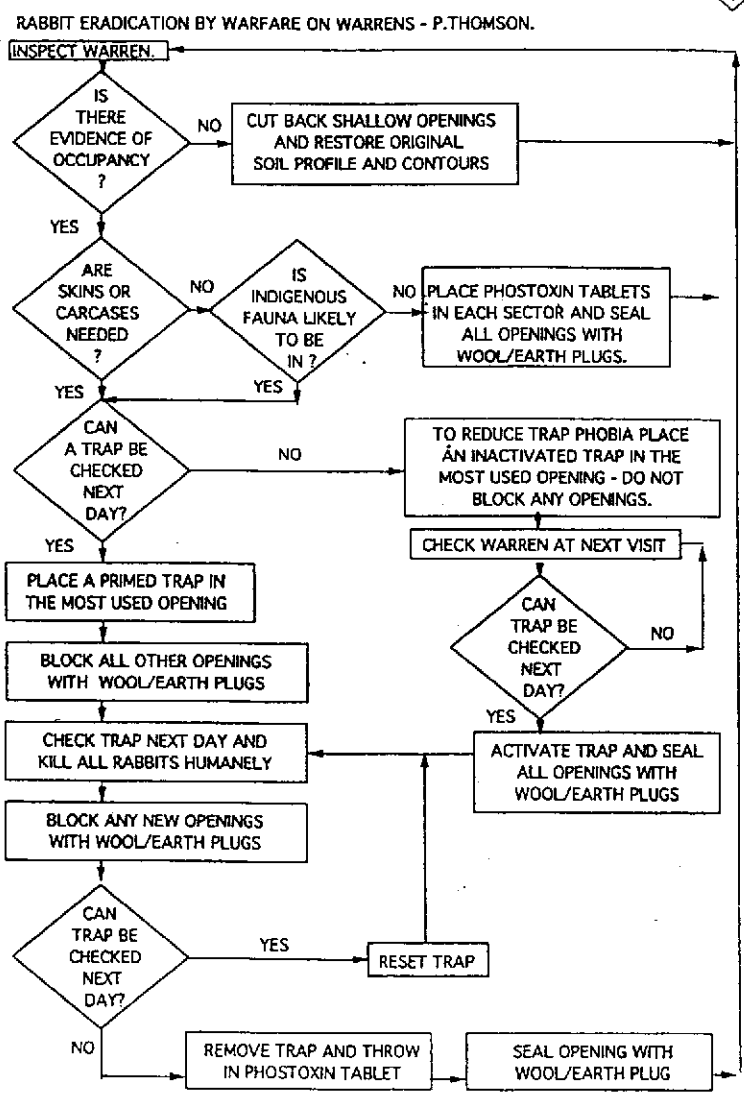 RABBIT ERADICATION BY WARFARE ON WARRENS - P.THOMSON.
INSPECT WARREN.
IS
THERE
EVIDENCE OF
OCCUPANCY
?
NO
CUT BACK SHALLOW OPENINGS
AND RESTORE ORIGINAL
SOIL PROFILE AND CONTOURS
YES
ARE
SKINS OR
CARCASES
NEEDED
?
NO
IS
INDIGENOUS
FAUNA LIKELY
TO BE
IN ?
NO
PLACE PHOSTOXIN TABLETS
IN EACH SECTOR AND SEAL
ALL OPENINGS WITH
WOOL/EARTH PLUGS.
YES
YES
CAN
A TRAP BE
CHECKED
NEXT
DAY?
NO
TO REDUCE TRAP PHOBIA PLACE
AN INACTIVATED TRAP IN THE
MOST USED OPENING - DO NOT
BLOCK ANY OPENINGS.
CHECK WARREN AT NEXT VISIT
YES
PLACE A PRIMED TRAP IN
THE MOST USED OPENING
CAN
TRAP BE
CHECKED
NEXT
DAY?
NO
BLOCK ALL OTHER OPENINGS
WITH WOOL/EARTH PLUGS
YES
CHECK TRAP NEXT DAY AND
KILL ALL RABBITS HUMANELY
ACTIVATE TRAP AND SEAL
ALL OPENINGS WITH
WOOL/EARTH PLUGS
BLOCK ANY NEW OPENINGS
WITH WOOL/EARTH PLUGS
CAN
TRAP BE
CHECKED
NEXT
DAY?
YES
RESET TRAP
NO
REMOVE TRAP AND THROW
IN PHOSTOXIN TABLET
SEAL OPENING WITH
WOOL/EARTH PLUG